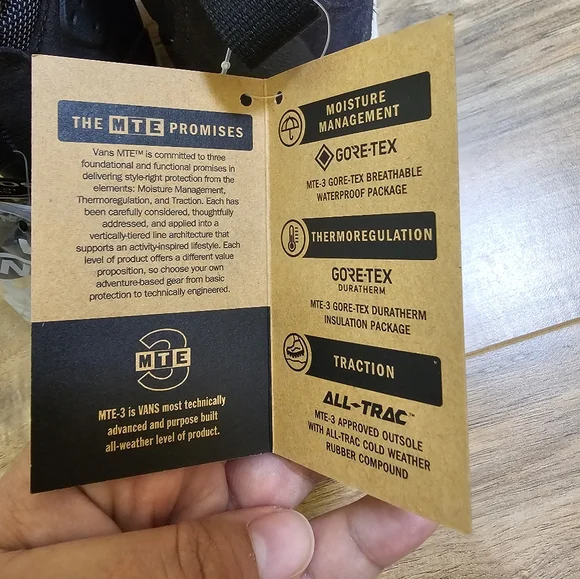 THE MTE PROMISES
Vans MTE™ is committed to three
foundational and functional promises in
delivering style-right protection from the
elements: Moisture Management,
Thermoregulation, and Traction. Each has
been carefully considered, thoughtfully
addressed, and applied into a
vertically-tiered line architecture that
supports an activity-inspired lifestyle. Each
level of product offers a different value
proposition, so choose your own
adventure-based gear from basic
protection to technically engineered.
3
MTE
MTE-3 is VANS most technically
advanced and purpose built
all-weather level of product.
MOISTURE
MANAGEMENT
GORE-TEX
MTE-3 GORE-TEX BREATHABLE
WATERPROOF PACKAGE
THERMOREGULATION
GORE-TEX
DURATHERM
MTE-3 GORE-TEX DURATHERM
INSULATION PACKAGE
TRACTION
ALL-TRAC™
MTE-3 APPROVED OUTSOLE
WITH ALL-TRAC COLD WEATHER
RUBBER COMPOUND